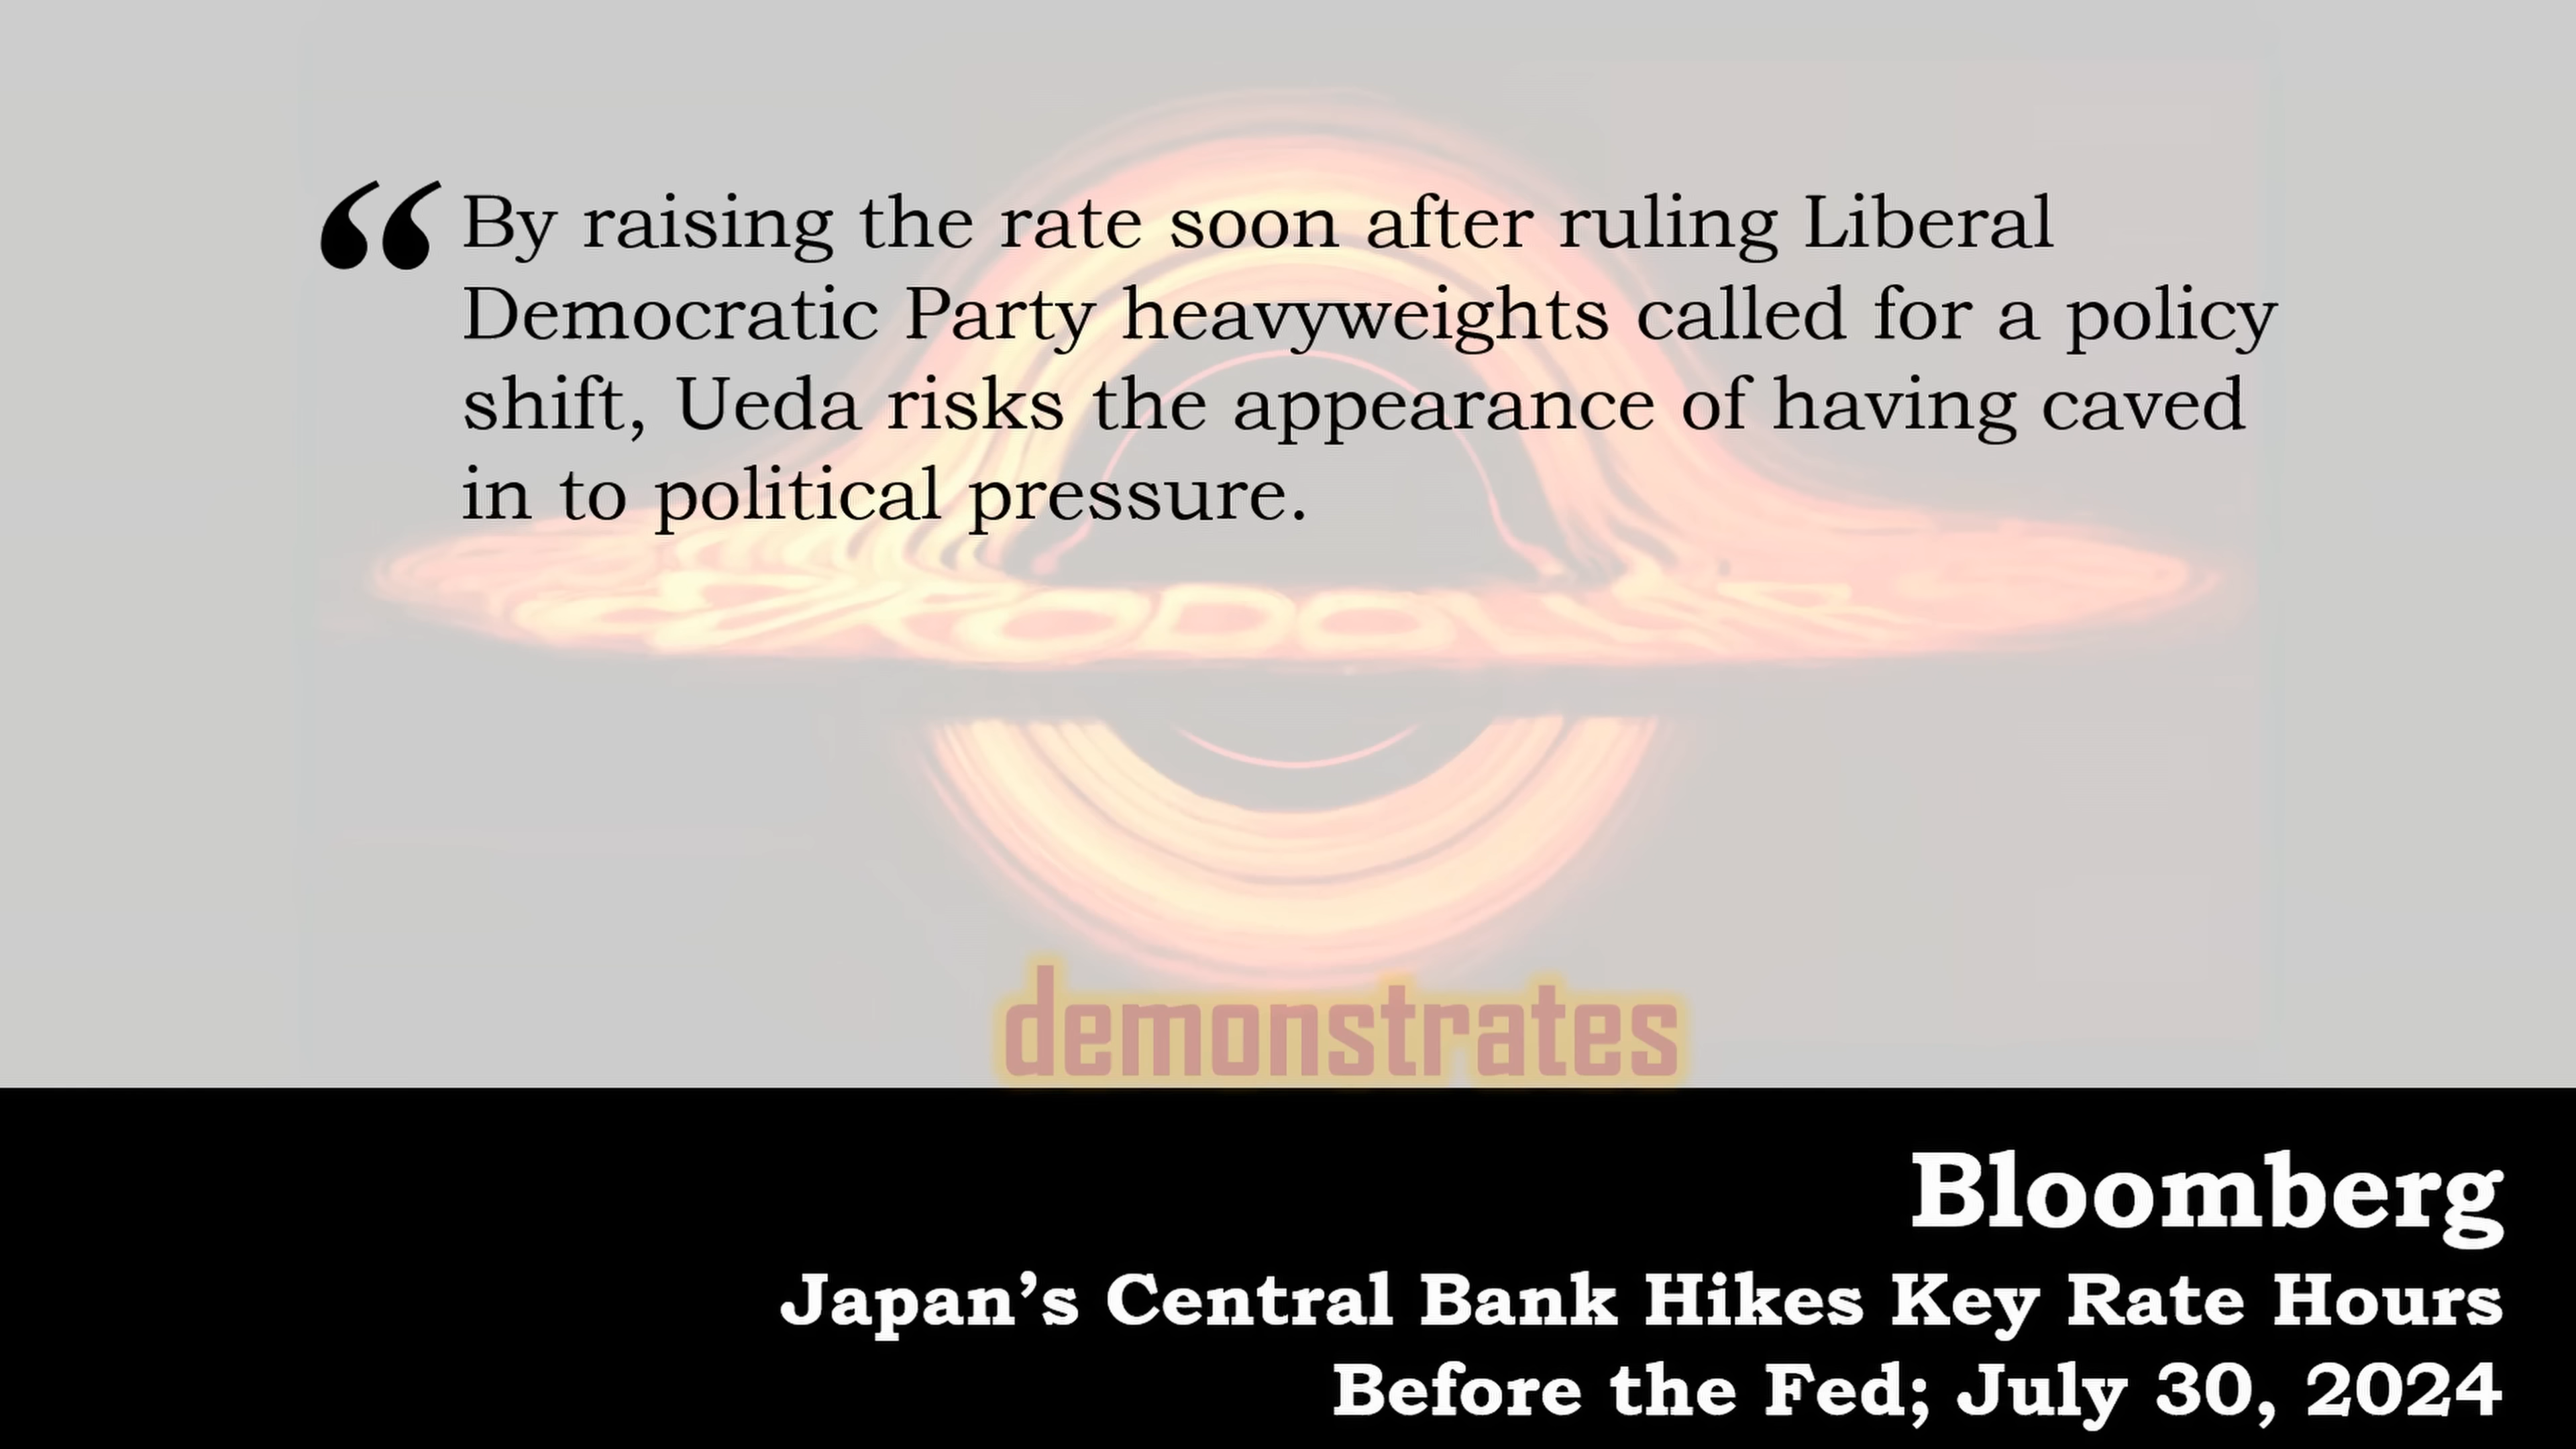 “By raising the rate soon after ruling Liberal
Democratic Party heavyweights called for a policy
shift, Ueda risks the appearance of having caved
in to political pressure.
demonstrates
Bloomberg
Japan’s Central Bank Hikes Key Rate Hours
Before the Fed; July 30, 2024